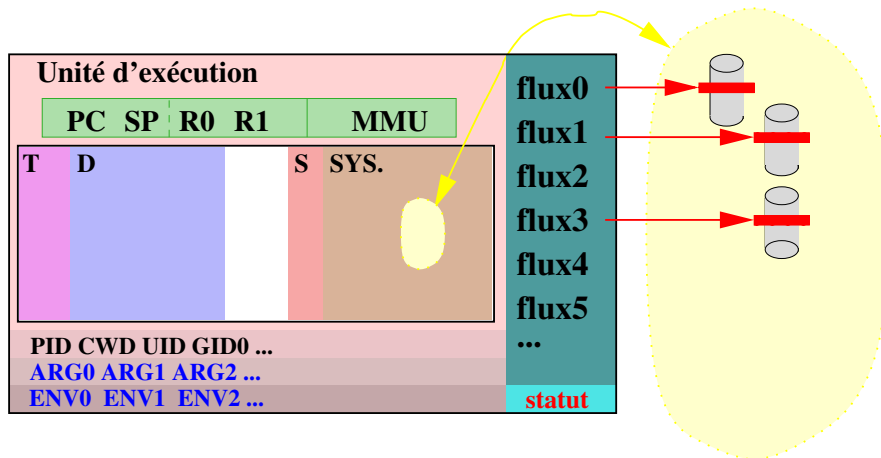 Unité d'exécution
PC SP R0 R1 MMU
T D S SYS.
PID CWD UID GID0 ...
ARG0 ARG1 ARG2 ...
ENV0 ENV1 ENV2 ...
flux0
flux1
flux2
flux3
flux4
flux5
...
statut